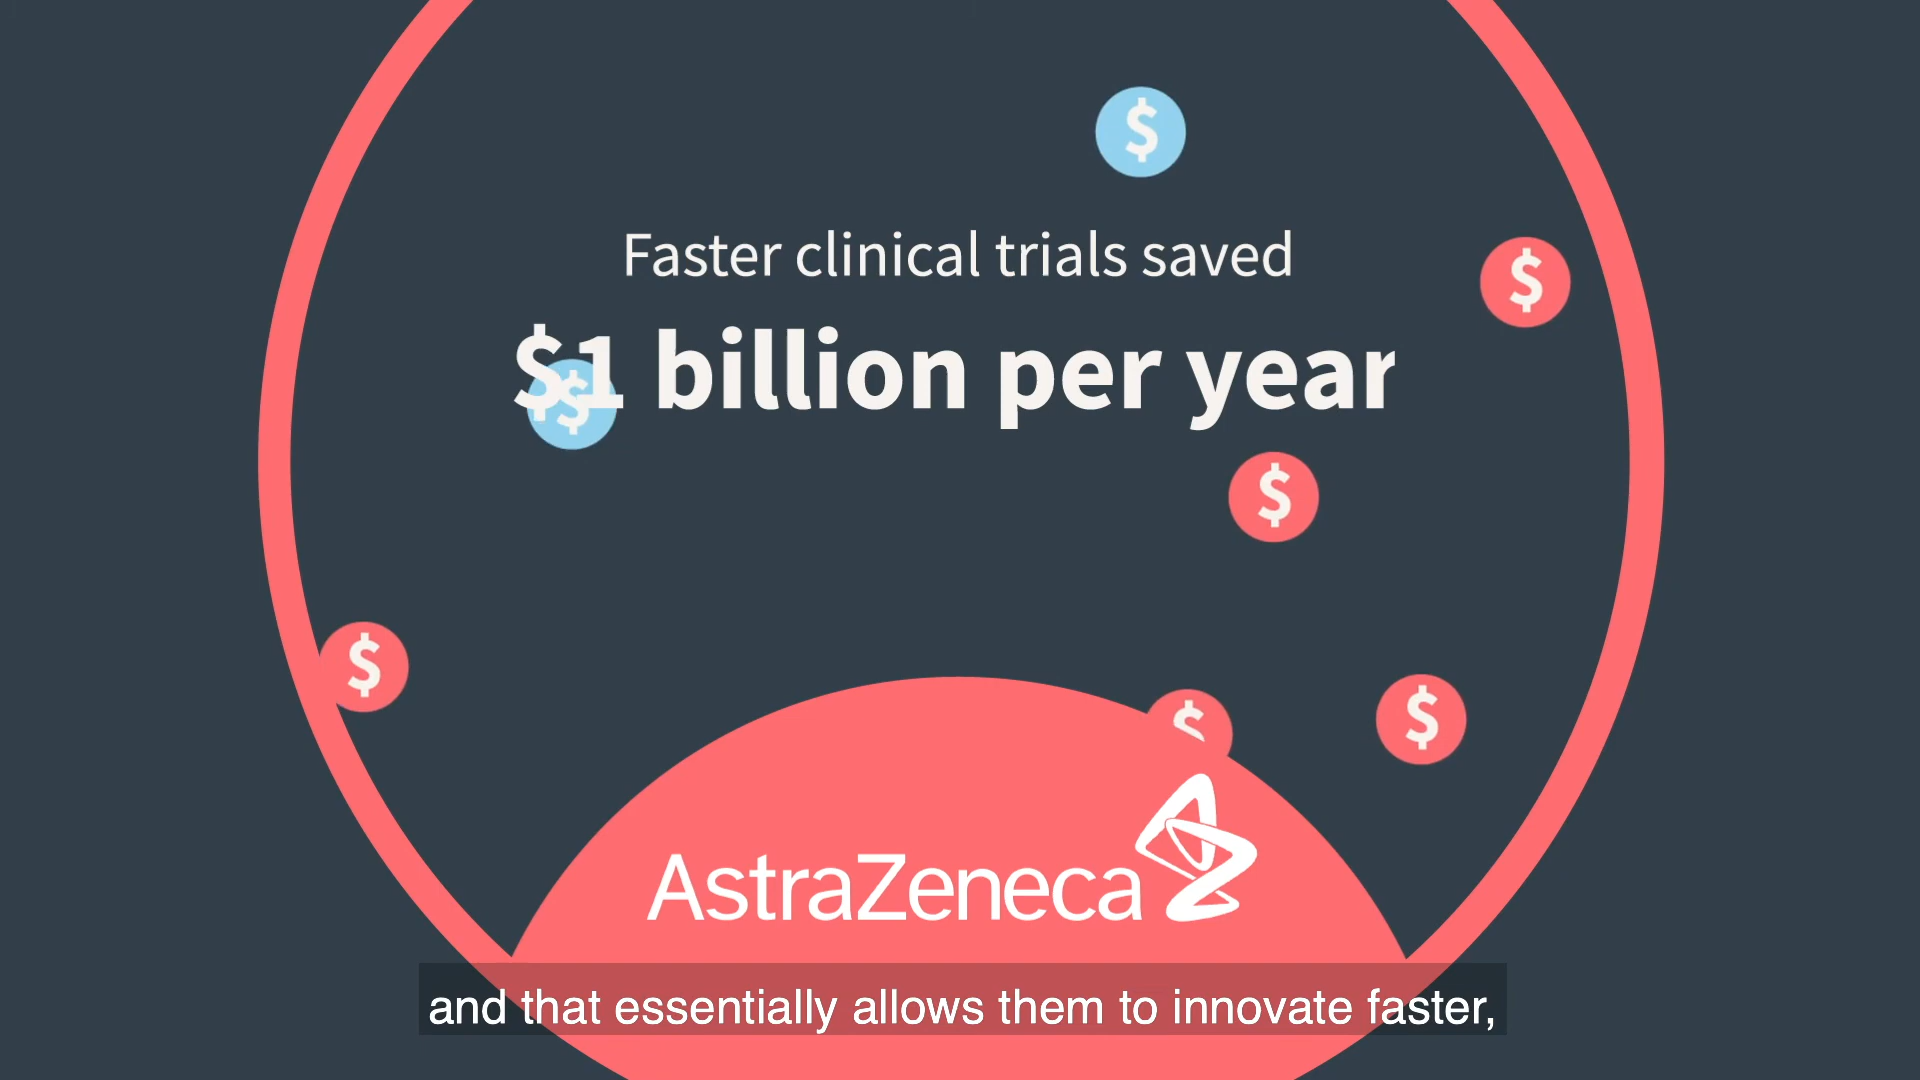 $
$
Faster clinical trials saved
$1 billion per year
$
$
$
$
$
AstraZeneca
and that essentially allows them to innovate faster,